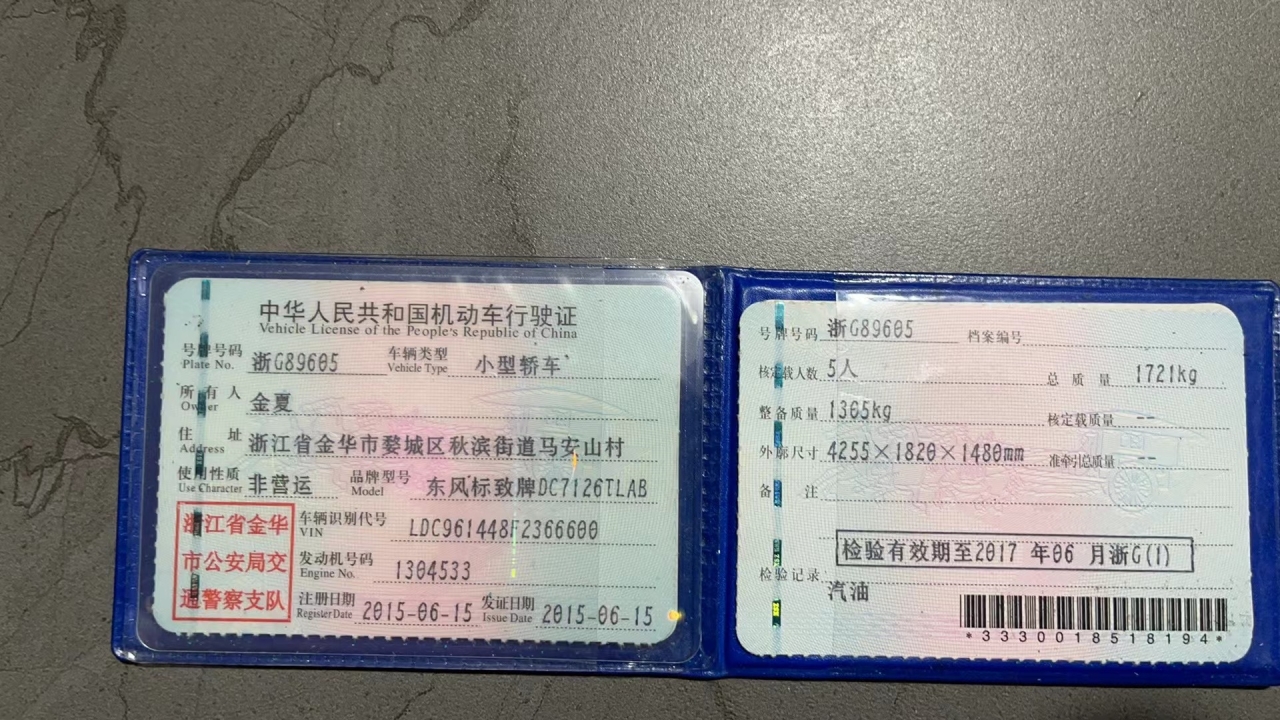 中华人民共和国机动车行驶证
Vehicle License of the People's Republic of China
号牌号码 浙G89605 车辆类型 小型轿车
Plate No. Vehicle Type
所有人 金夏
Owner
住址 浙江省金华市婺城区秋滨街道马安山村
Address
使用性质 非营运 品牌型号 东风标致牌DC7126TLAB
Use Character Model
浙江省金华
市公安局交
通警察支队
车辆识别代号 LDC961448F2366600
VIN
发动机号码 1304533
Engine No.
注册日期 2015-06-15 发证日期 2015-06-15
Register Date Issue Date
号牌号码 浙G89605 档案编号
核定载人数 5人 总质量 1721kg
整备质量 1305kg 核定载质量 --
外廓尺寸 4255×1820×1480mm 准牵引总质量 --
备注
检验有效期至2017 年06 月浙G(1)
检验记录
汽油
*3330018518194*